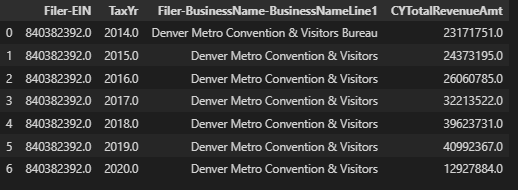 Filer-EIN TaxYr Filer-BusinessName-BusinessNameLine1 CYTotalRevenueAmt
0 840382392.0 2014.0 Denver Metro Convention & Visitors Bureau 23171751.0
1 840382392.0 2015.0 Denver Metro Convention & Visitors 24373195.0
2 840382392.0 2016.0 Denver Metro Convention & Visitors 26060785.0
3 840382392.0 2017.0 Denver Metro Convention & Visitors 32213522.0
4 840382392.0 2018.0 Denver Metro Convention & Visitors 39623731.0
5 840382392.0 2019.0 Denver Metro Convention & Visitors 40992367.0
6 840382392.0 2020.0 Denver Metro Convention & Visitors 12927884.0